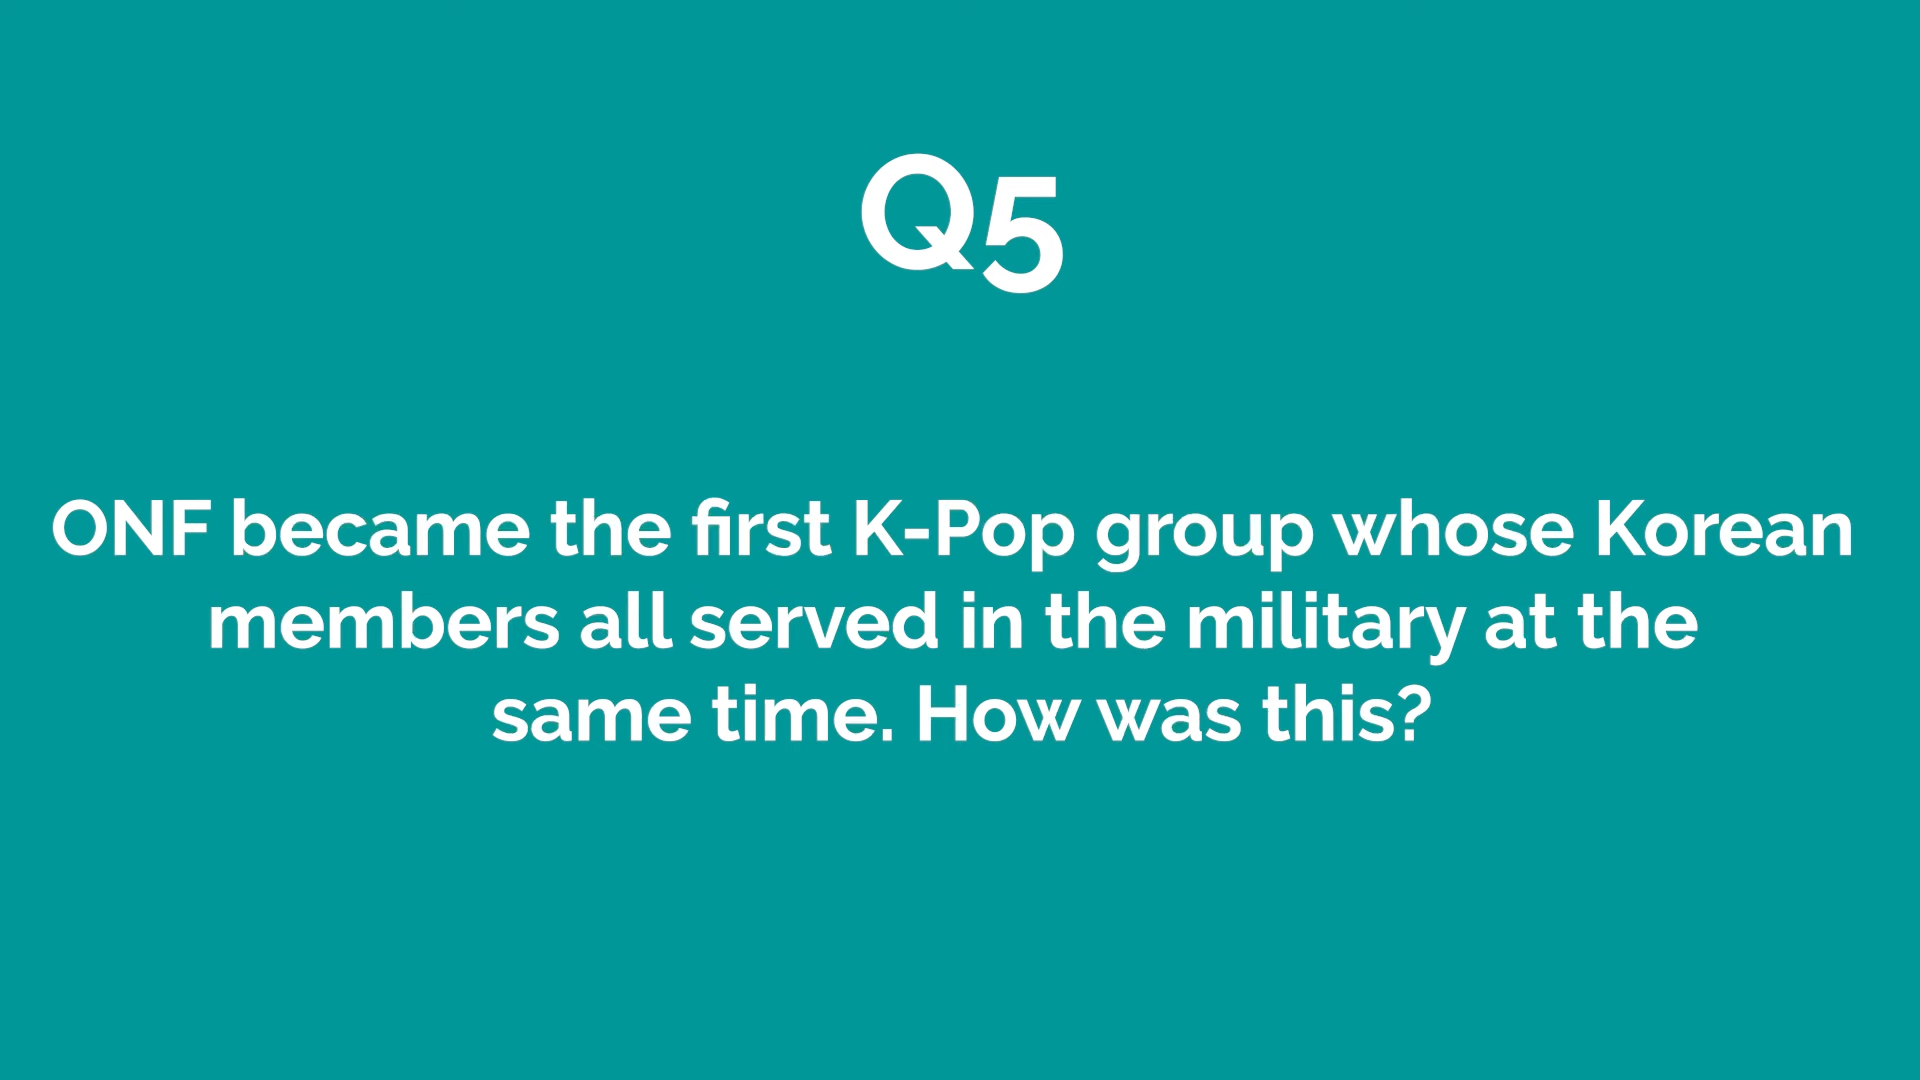 Q5
ONF became the first K-Pop group whose Korean
members all served in the military at the
same time. How was this?